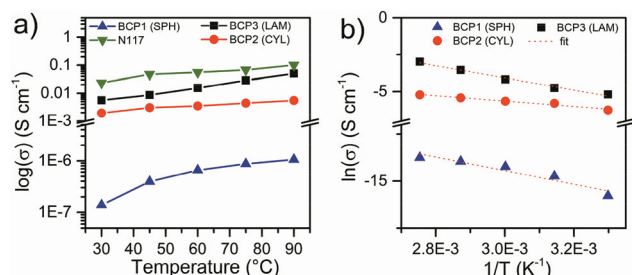 a)
BCP1 (SPH) BCP3 (LAM)
N117 BCP2 (CYL)
log(σ) (S cm⁻¹)
1
0.1
0.01
1E-3
1E-6
1E-7
30 40 50 60 70 80 90
Temperature (°C)
b)
BCP1 (SPH) BCP3 (LAM)
BCP2 (CYL) fit
ln(σ) (S cm⁻¹)
-5
-15
2.8E-3 3.0E-3 3.2E-3
1/T (K⁻¹)